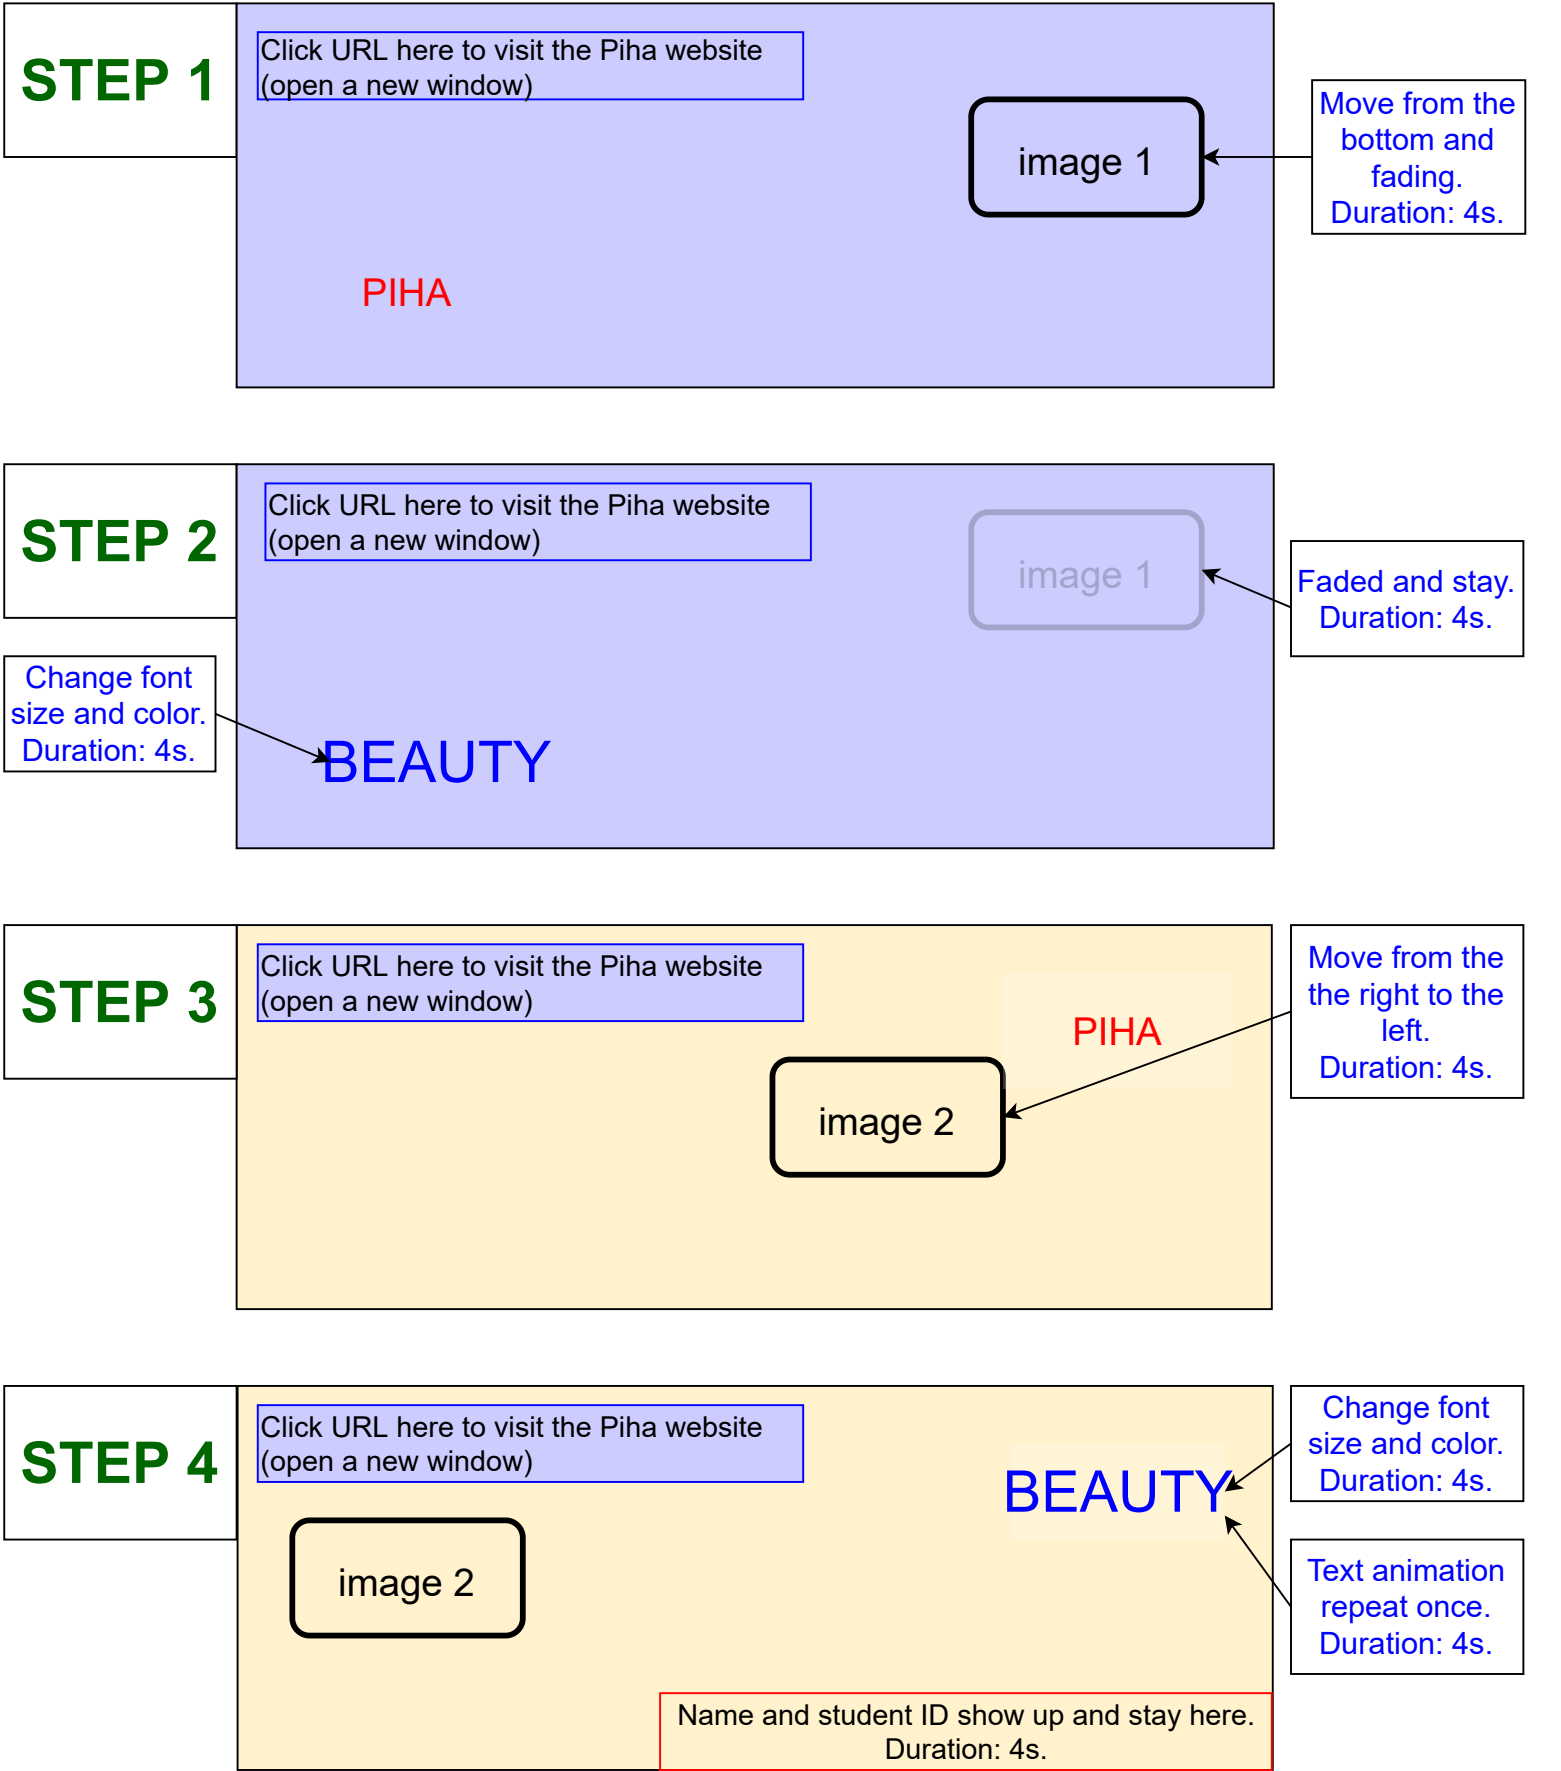 STEP 1
Click URL here to visit the Piha website
(open a new window)
image 1
Move from the
bottom and
fading.
Duration: 4s.
PIHA
STEP 2
Click URL here to visit the Piha website
(open a new window)
image 1
Faded and stay.
Duration: 4s.
Change font
size and color.
Duration: 4s.
BEAUTY
STEP 3
Click URL here to visit the Piha website
(open a new window)
PIHA
image 2
Move from the
the right to the
left.
Duration: 4s.
STEP 4
Click URL here to visit the Piha website
(open a new window)
BEAUTY
Change font
size and color.
Duration: 4s.
image 2
Text animation
repeat once.
Duration: 4s.
Name and student ID show up and stay here.
Duration: 4s.